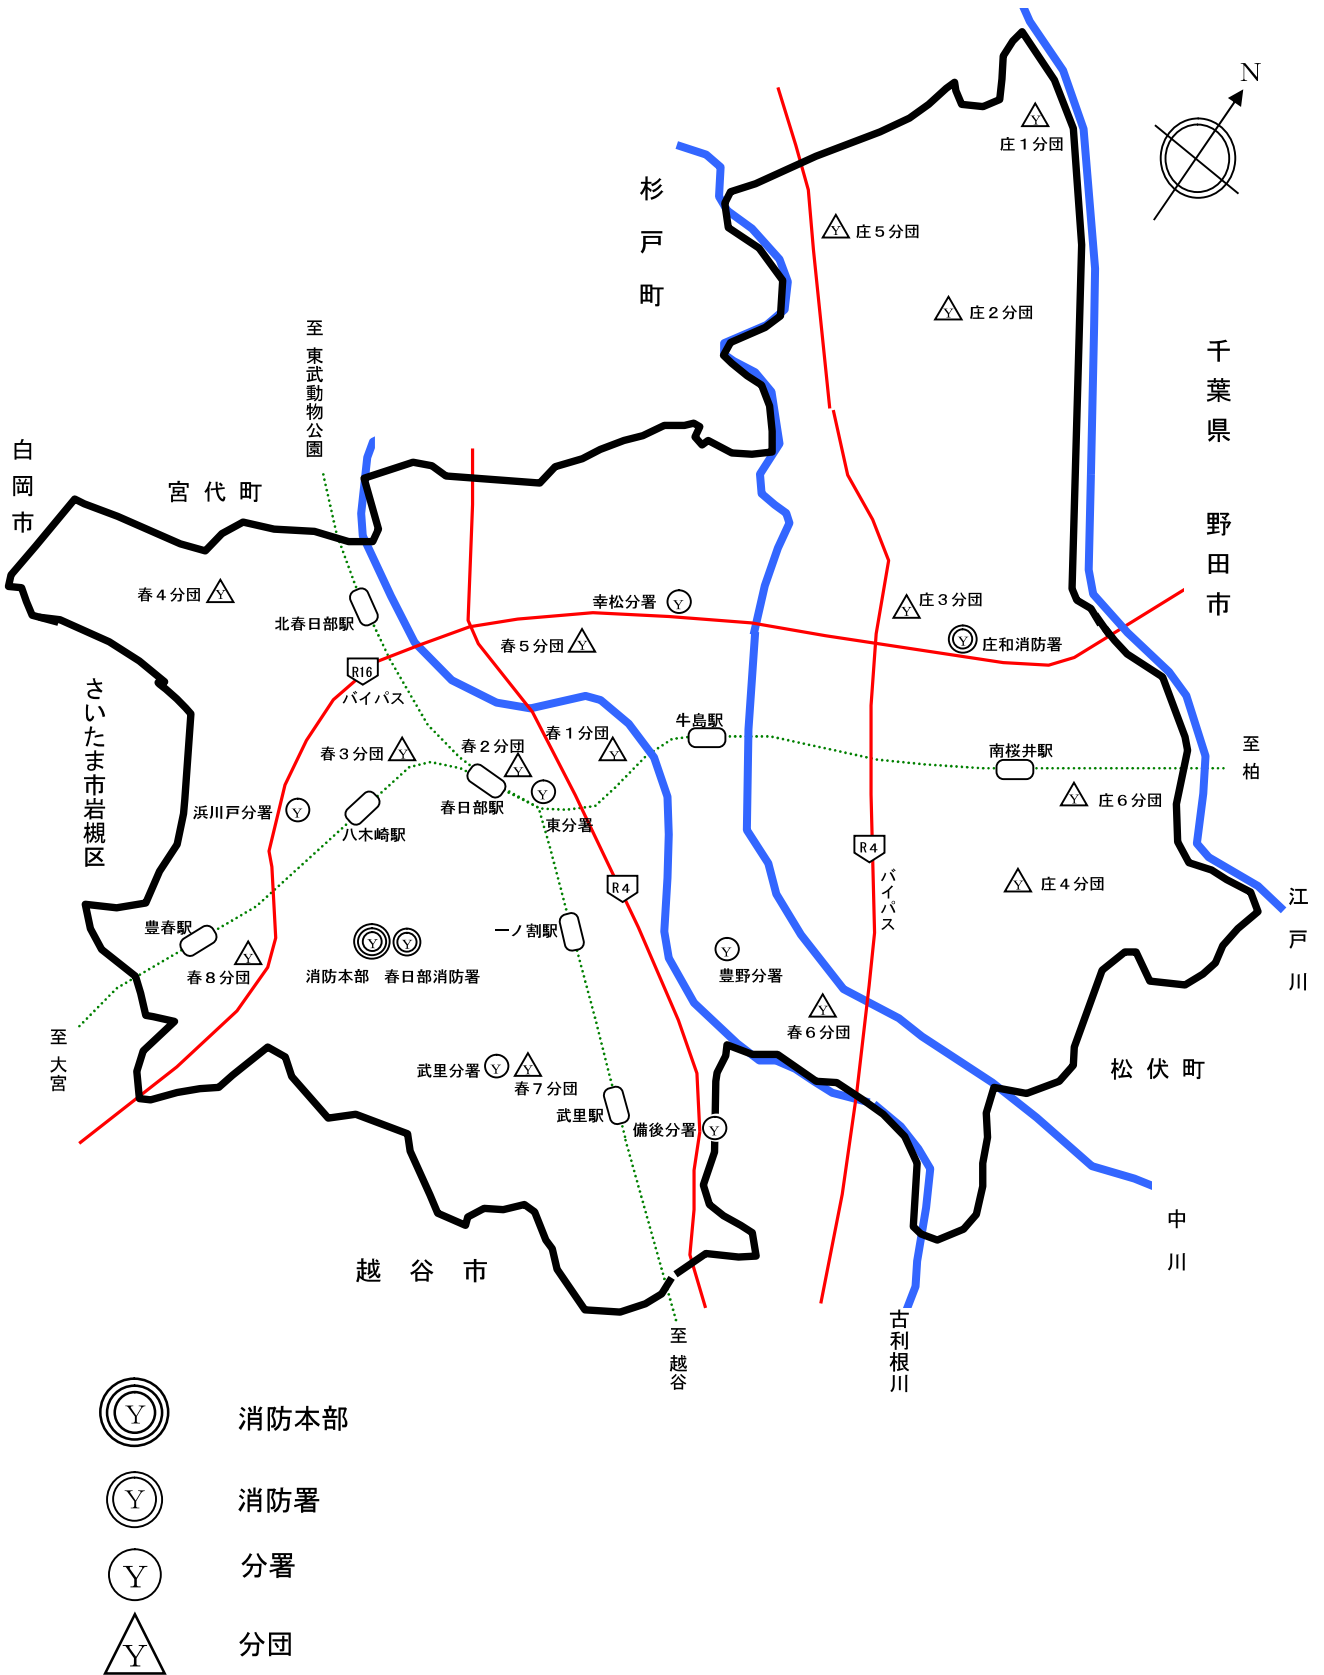 N
庄１分団
杉戸町
庄５分団
庄２分団
至 東武動物公園
千葉県 野田市
白岡市
宮代町
春４分団
北春日部駅
幸松分署
庄３分団
庄和消防署
春５分団
R16
バイパス
さいたま市岩槻区
牛島駅
春１分団
春２分団
春３分団
南桜井駅
至 柏
春日部駅
東分署
浜川戸分署
八木崎駅
庄６分団
R4
バイパス
R4
庄４分団
江戸川
豊春駅
一ノ割駅
春８分団
消防本部
春日部消防署
豊野分署
春６分団
至 大宮
武里分署
春７分団
武里駅
備後分署
松伏町
中川
越谷市
至 越谷
古利根川
Y 消防本部
Y 消防署
Y 分署
Y 分団